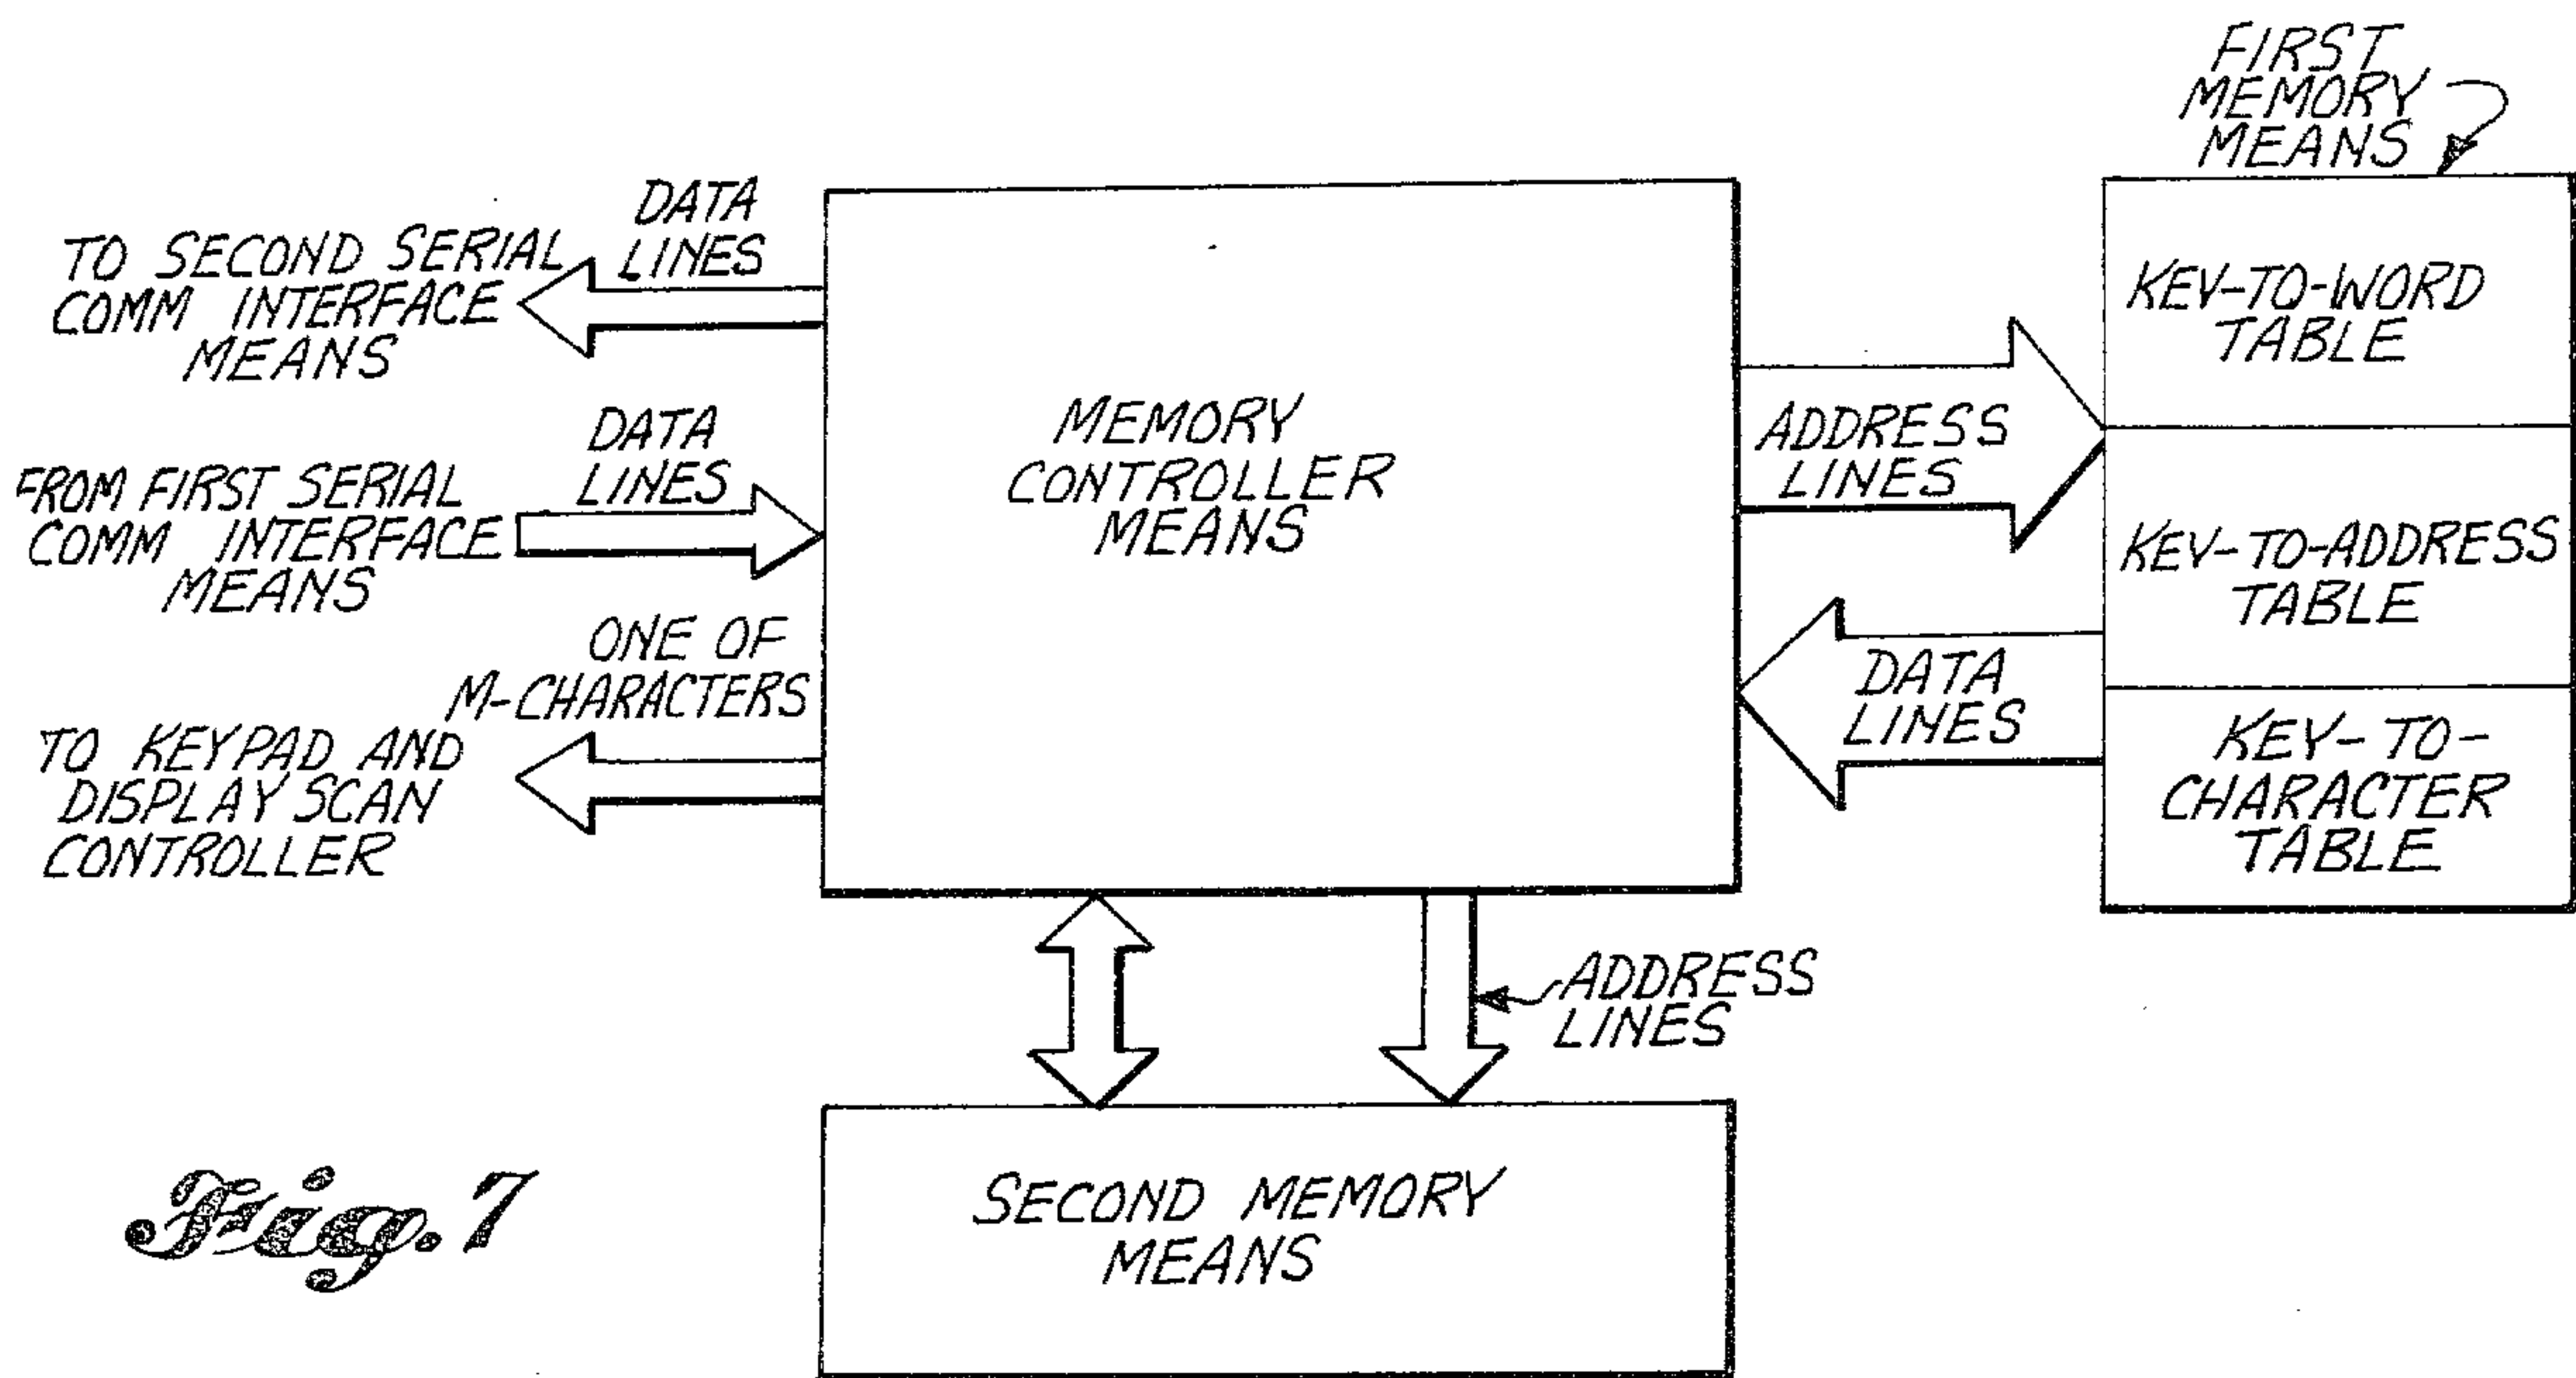 FIRST
MEMORY
MEANS
DATA
LINES
TO SECOND SERIAL
COMM INTERFACE
MEANS
DATA
LINES
FROM FIRST SERIAL
COMM INTERFACE
MEANS
ONE OF
M-CHARACTERS
TO KEYPAD AND
DISPLAY SCAN
CONTROLLER
MEMORY
CONTROLLER
MEANS
ADDRESS
LINES
DATA
LINES
KEY-TO-WORD
TABLE
KEY-TO-ADDRESS
TABLE
KEY-TO-
CHARACTER
TABLE
ADDRESS
LINES
SECOND MEMORY
MEANS
Fig. 7